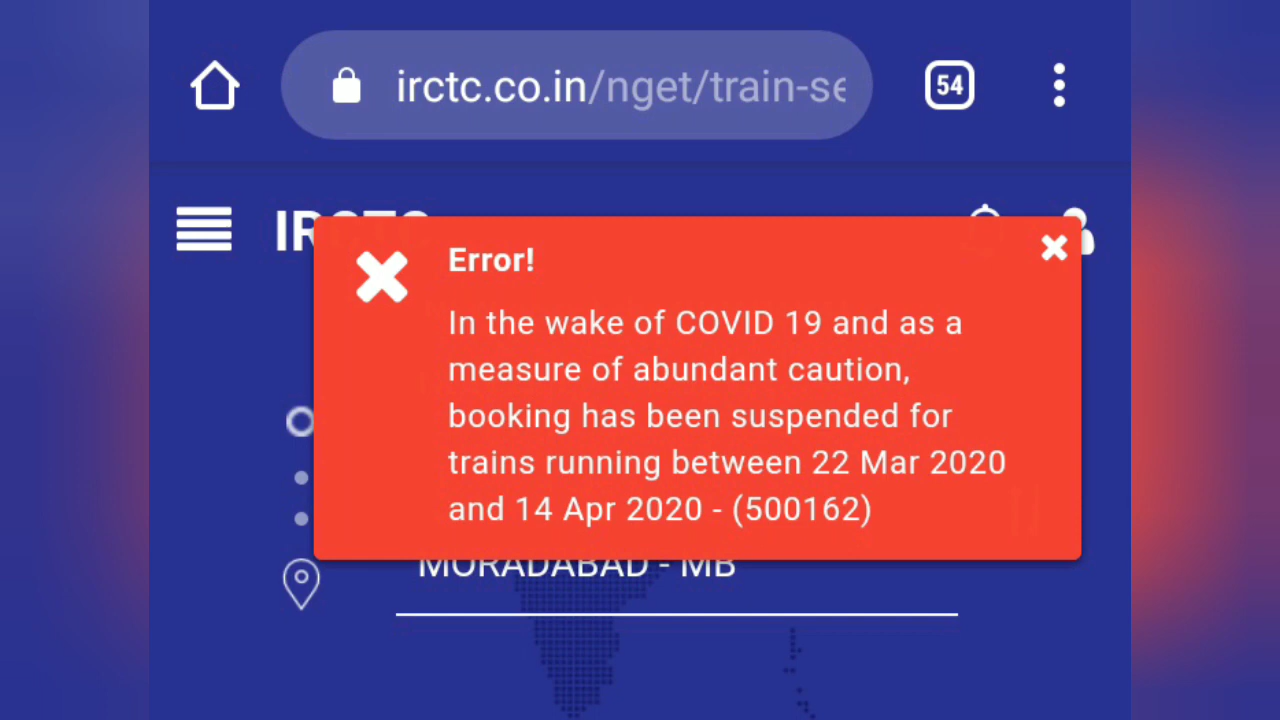 irctc.co.in/nget/train-se
54
IRCTC
Error!
In the wake of COVID 19 and as a
measure of abundant caution,
booking has been suspended for
trains running between 22 Mar 2020
and 14 Apr 2020 - (500162)
MORADABAD - MB